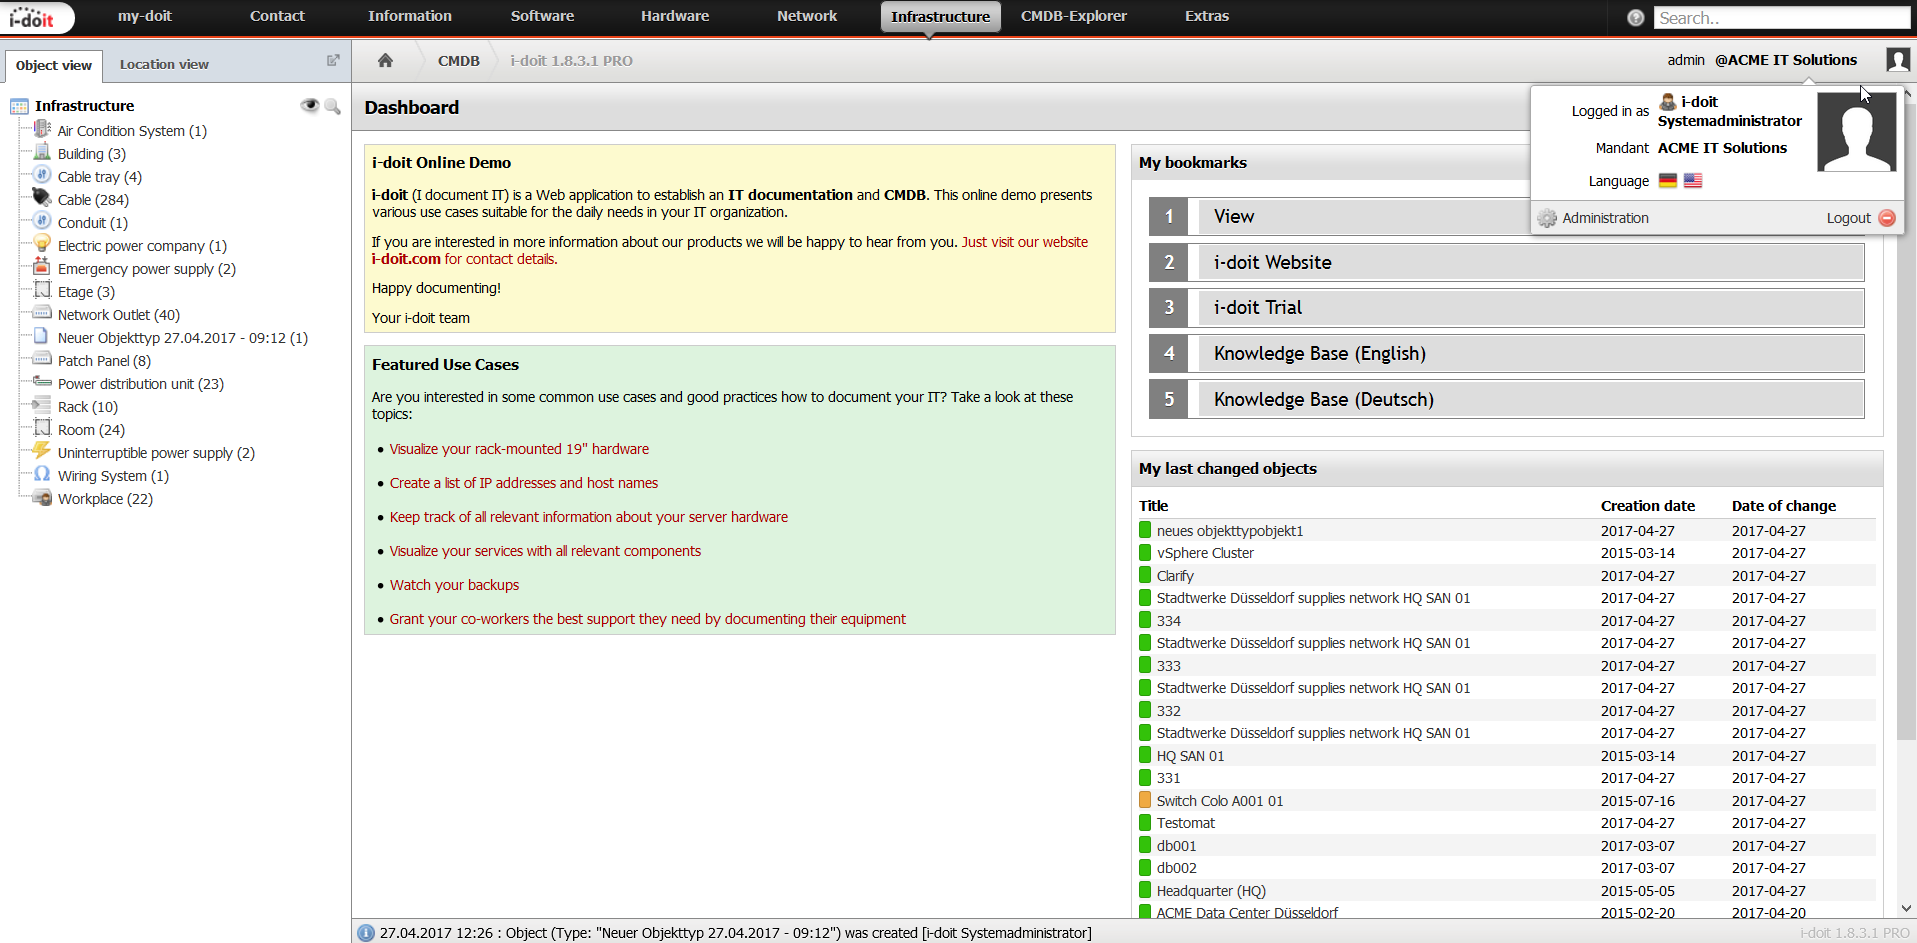 i-doit
my-doit
Contact
Information
Software
Hardware
Network
Infrastructure
CMDB-Explorer
Extras
Search..
Object view
Location view
CMDB
i-doit 1.8.3.1 PRO
admin @ACME IT Solutions
Infrastructure
Air Condition System (1)
Building (3)
Cable tray (4)
Cable (284)
Conduit (1)
Electric power company (1)
Emergency power supply (2)
Etage (3)
Network Outlet (40)
Neuer Objekttyp 27.04.2017 - 09:12 (1)
Patch Panel (8)
Power distribution unit (23)
Rack (10)
Room (24)
Uninterruptible power supply (2)
Wiring System (1)
Workplace (22)
Dashboard
i-doit Online Demo
i-doit (I document IT) is a Web application to establish an IT documentation and CMDB. This online demo presents
various use cases suitable for the daily needs in your IT organization.
If you are interested in more information about our products we will be happy to hear from you. Just visit our website
i-doit.com for contact details.
Happy documenting!
Your i-doit team
Featured Use Cases
Are you interested in some common use cases and good practices how to document your IT? Take a look at these
topics:
• Visualize your rack-mounted 19" hardware
• Create a list of IP addresses and host names
• Keep track of all relevant information about your server hardware
• Visualize your services with all relevant components
• Watch your backups
• Grant your co-workers the best support they need by documenting their equipment
Logged in as i-doit
Systemadministrator
Mandant ACME IT Solutions
Language
Administration
Logout
My bookmarks
1 View
2 i-doit Website
3 i-doit Trial
4 Knowledge Base (English)
5 Knowledge Base (Deutsch)
My last changed objects
Title Creation date Date of change
neues objekttypobjekt1 2017-04-27 2017-04-27
vSphere Cluster 2015-03-14 2017-04-27
Clarify 2017-04-27 2017-04-27
Stadtwerke Düsseldorf supplies network HQ SAN 01 2017-04-27 2017-04-27
334 2017-04-27 2017-04-27
Stadtwerke Düsseldorf supplies network HQ SAN 01 2017-04-27 2017-04-27
333 2017-04-27 2017-04-27
Stadtwerke Düsseldorf supplies network HQ SAN 01 2017-04-27 2017-04-27
332 2017-04-27 2017-04-27
Stadtwerke Düsseldorf supplies network HQ SAN 01 2017-04-27 2017-04-27
HQ SAN 01 2015-03-14 2017-04-27
331 2017-04-27 2017-04-27
Switch Colo A001 01 2015-07-16 2017-04-27
Testomat 2017-04-27 2017-04-27
db001 2017-03-07 2017-04-27
db002 2017-03-07 2017-04-27
Headquarter (HQ) 2015-05-05 2017-04-27
ACME Data Center Düsseldorf 2015-02-20 2017-04-20
27.04.2017 12:26 : Object (Type: "Neuer Objekttyp 27.04.2017 - 09:12") was created [i-doit Systemadministrator]
i-doit 1.8.3.1 PRO